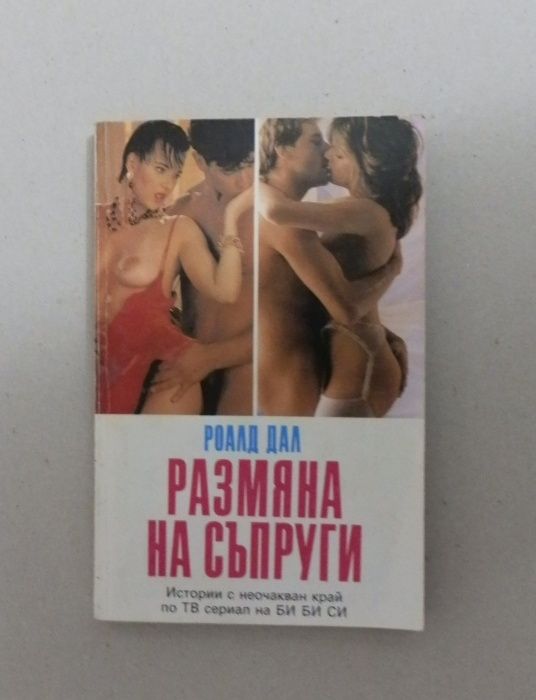 РОАЛД ДАЛ
РАЗМЯНА
НА СЪПРУГИ
Истории с неочакван край
по ТВ сериал на БИ БИ СИ